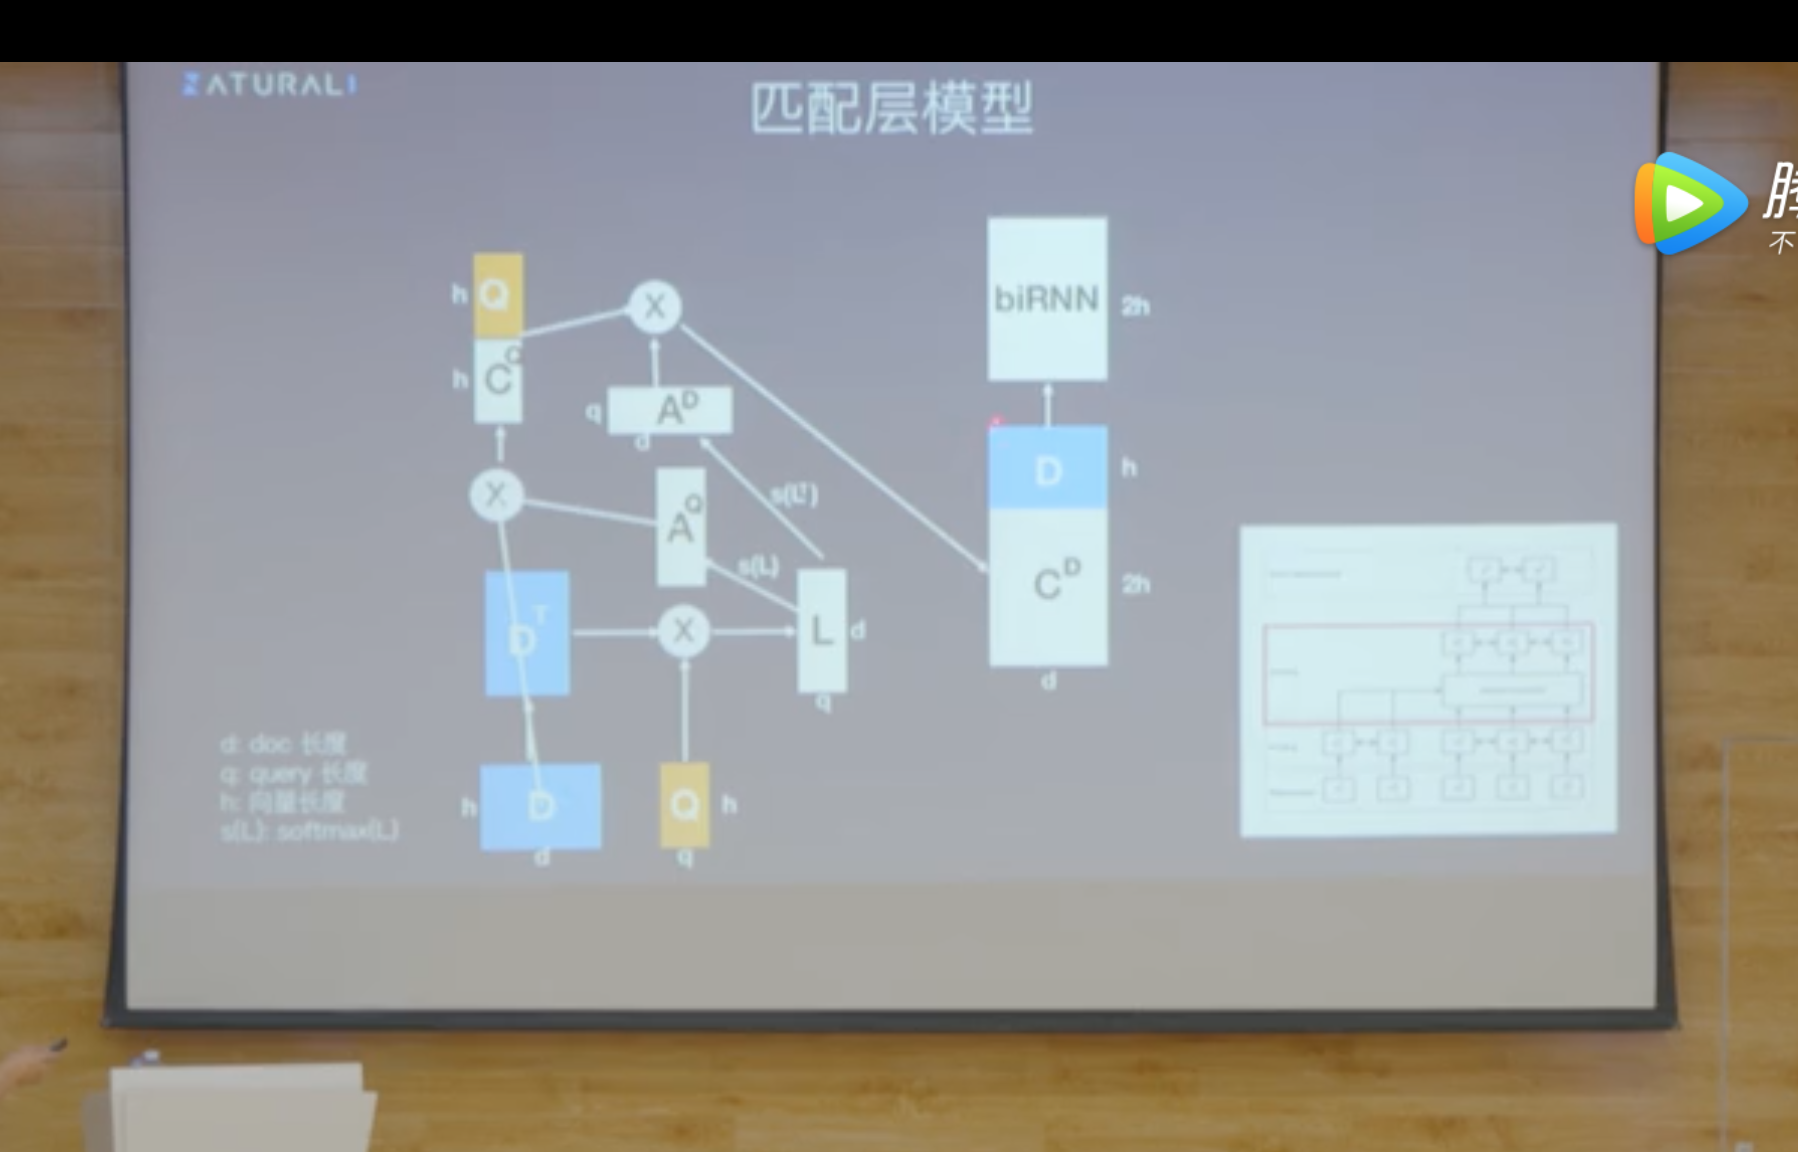 ZATURALI
匹配层模型
腾
不
h
Q
X
biRNN
2h
C^Q
h
q
A^D
d
D
h
X
A^Q
s(L^T)
s(L)
C^D
2h
D^T
X
L
d
q
d
d: doc 长度
q: query 长度
h: 向量长度
s(L): softmax(L)
h
D
d
Q
h
q